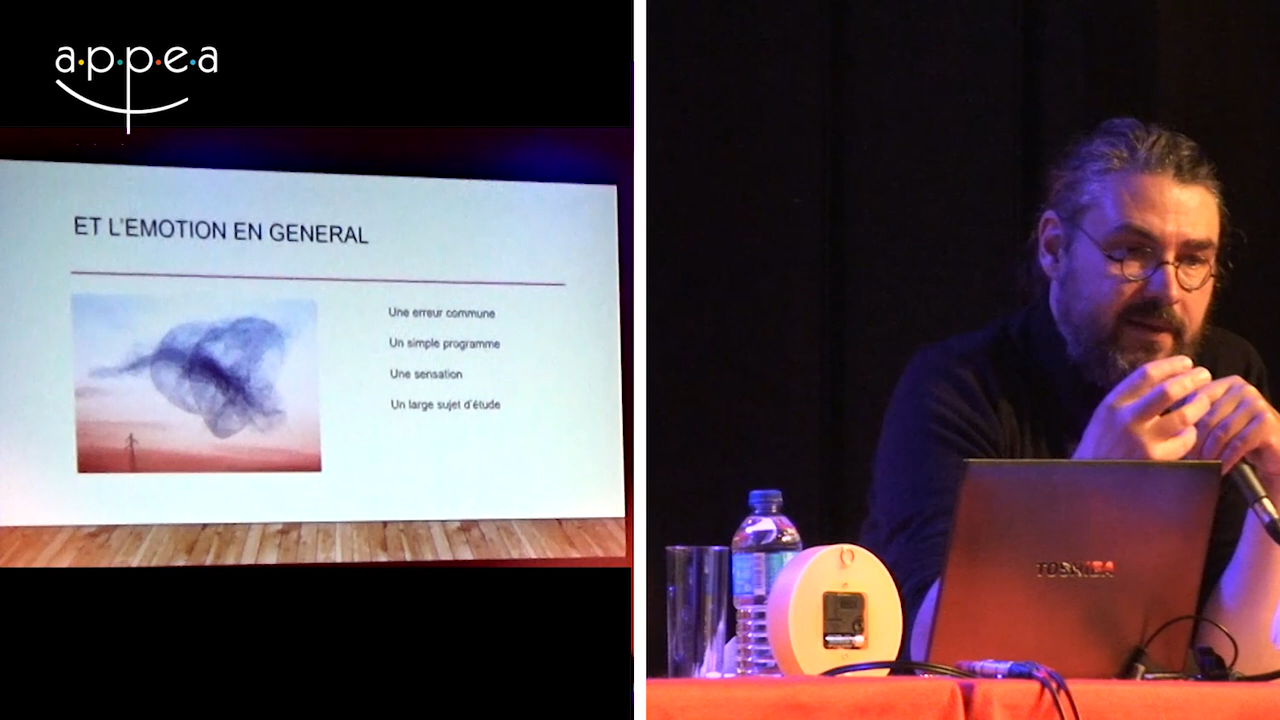 a·p·p·e·a
ET L'EMOTION EN GENERAL
Une erreur commune
Un simple programme
Une sensation
Un large sujet d'étude
TOSHIBA